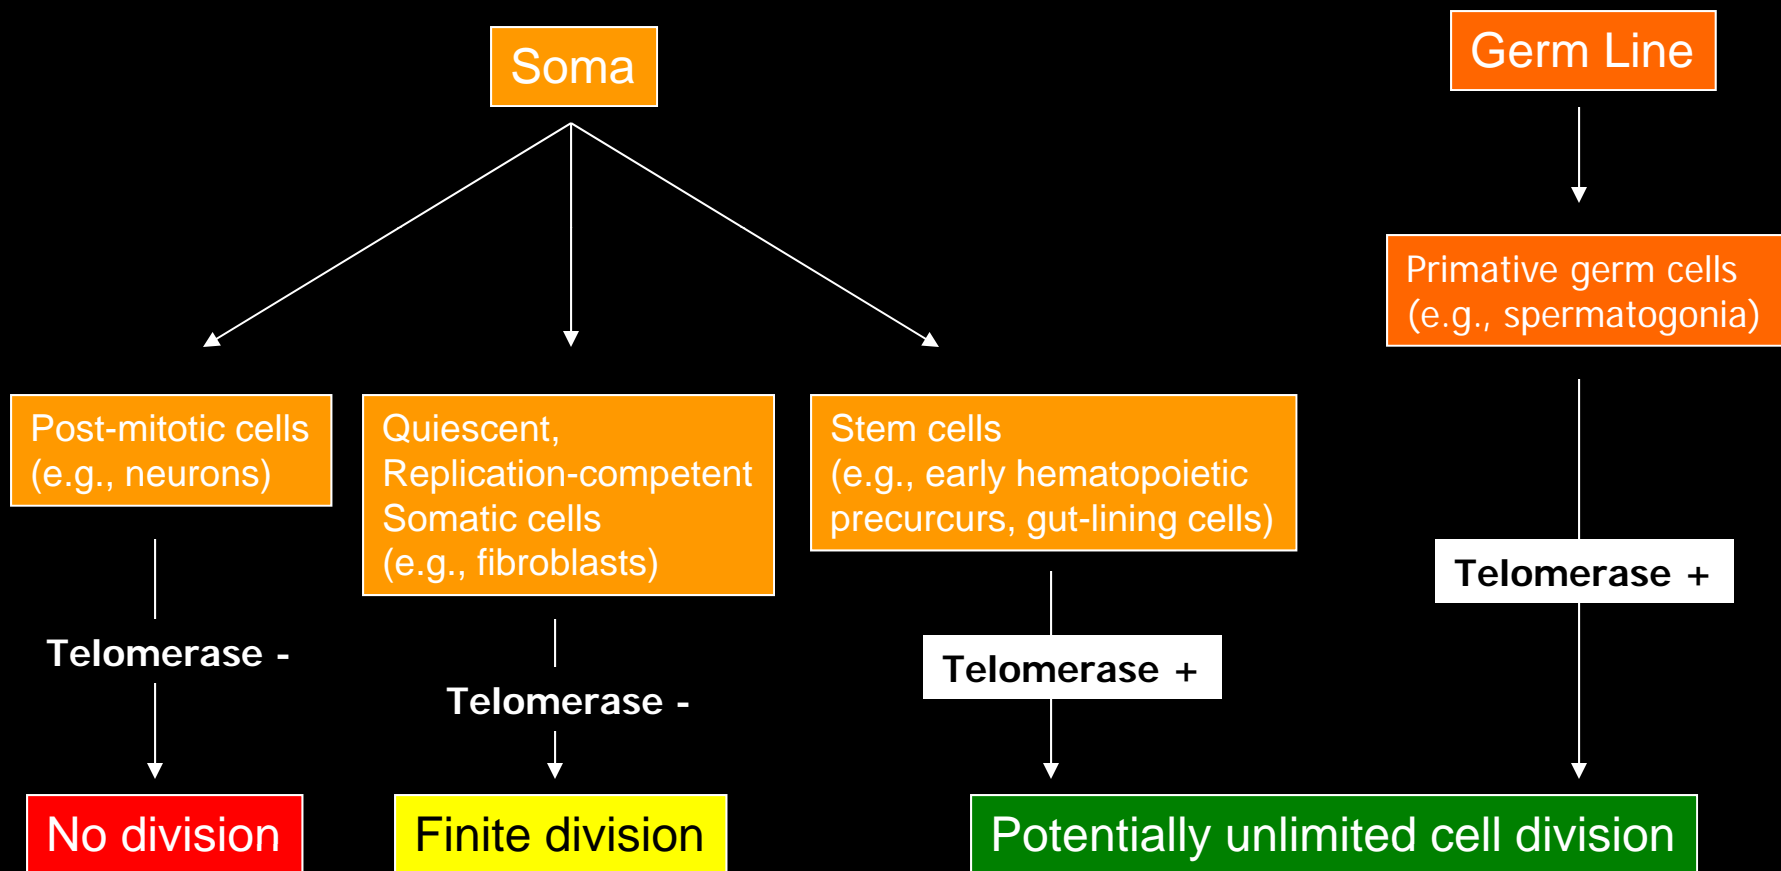 Soma
Germ Line
Primative germ cells
(e.g., spermatogonia)
Post-mitotic cells
(e.g., neurons)
Quiescent,
Replication-competent
Somatic cells
(e.g., fibroblasts)
Stem cells
(e.g., early hematopoietic
precurcurs, gut-lining cells)
Telomerase -
Telomerase -
Telomerase +
Telomerase +
No division
Finite division
Potentially unlimited cell division